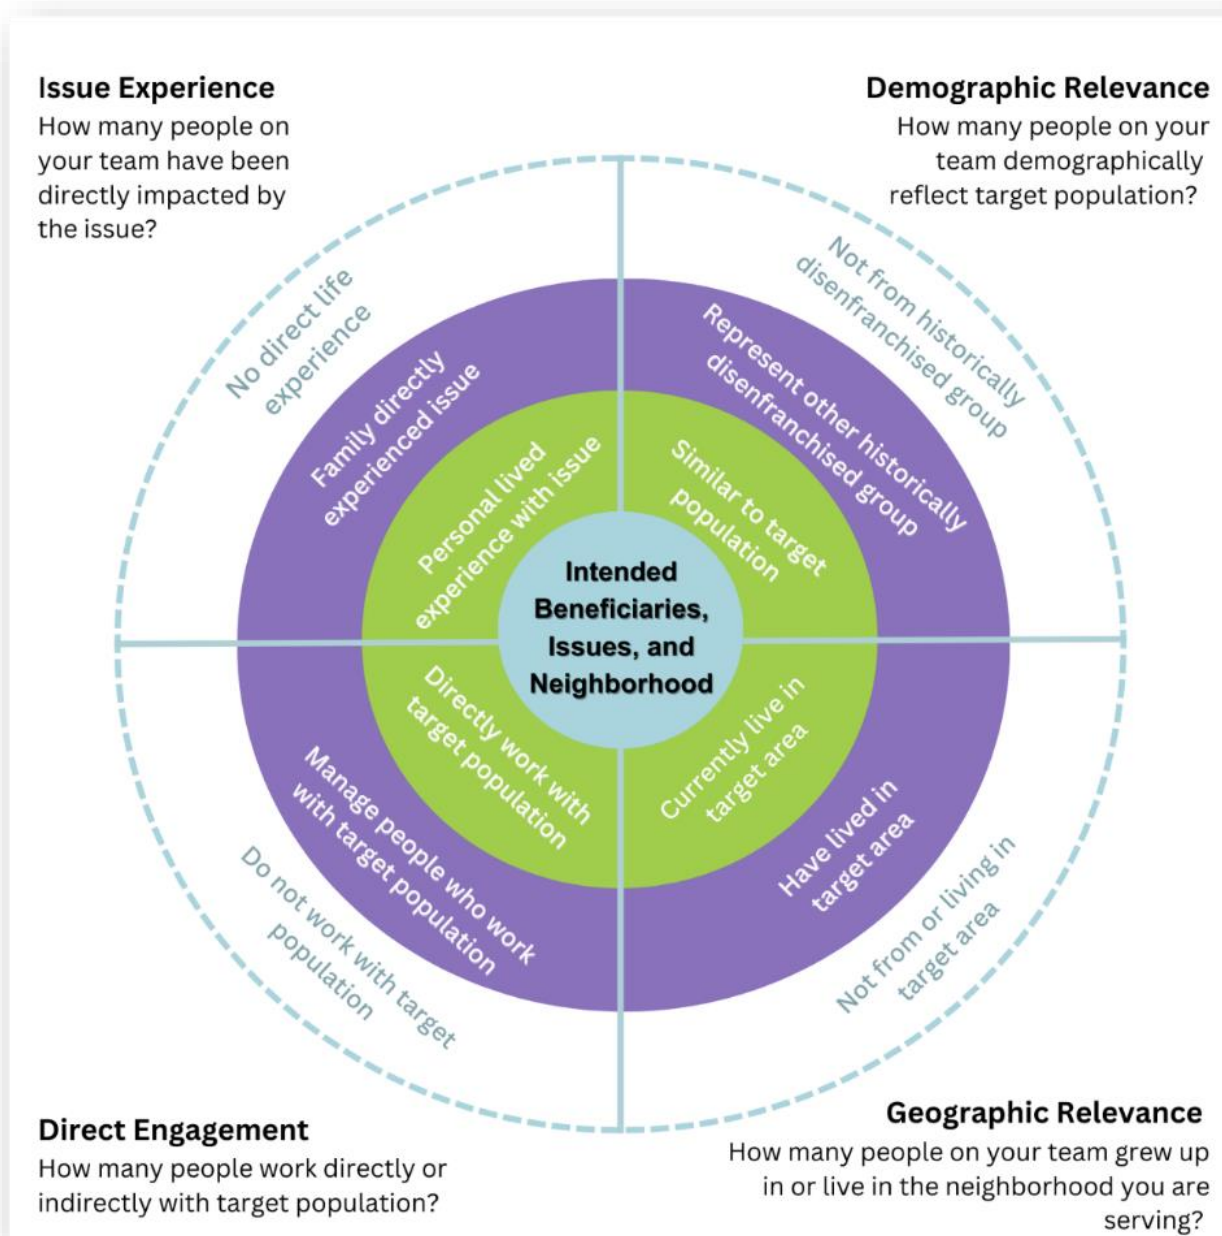 Issue Experience
How many people on
your team have been
directly impacted by
the issue?
Demographic Relevance
How many people on your
team demographically
reflect target population?
No direct life
experience
Family directly
experienced issue
Personal lived
experience with issue
Not from historically
disenfranchised group
Represent other historically
disenfranchised group
Similar to target
population
Intended
Beneficiaries,
Issues, and
Neighborhood
Directly work with
target population
Manage people who work
with target population
Do not work with target
population
Currently live in
target area
Have lived in
target area
Not from or living in
target area
Direct Engagement
How many people work directly or
indirectly with target population?
Geographic Relevance
How many people on your team grew up
in or live in the neighborhood you are
serving?